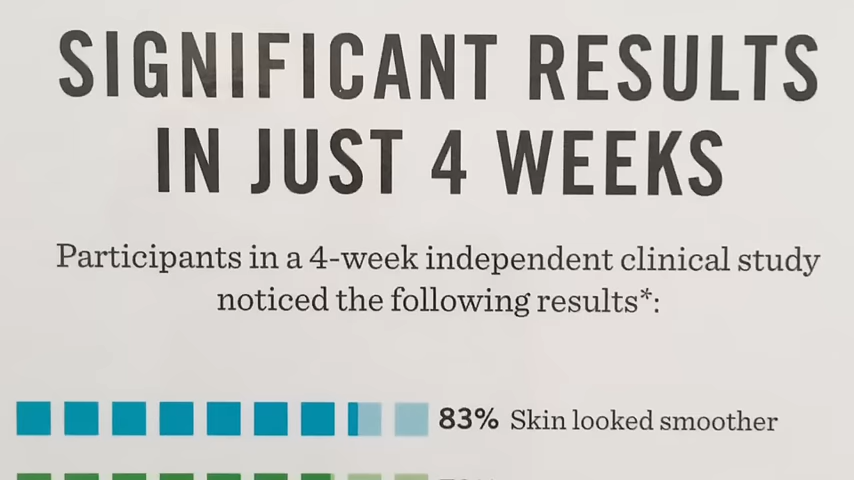 SIGNIFICANT RESULTS
IN JUST 4 WEEKS
Participants in a 4-week independent clinical study
noticed the following results*:
83% Skin looked smoother